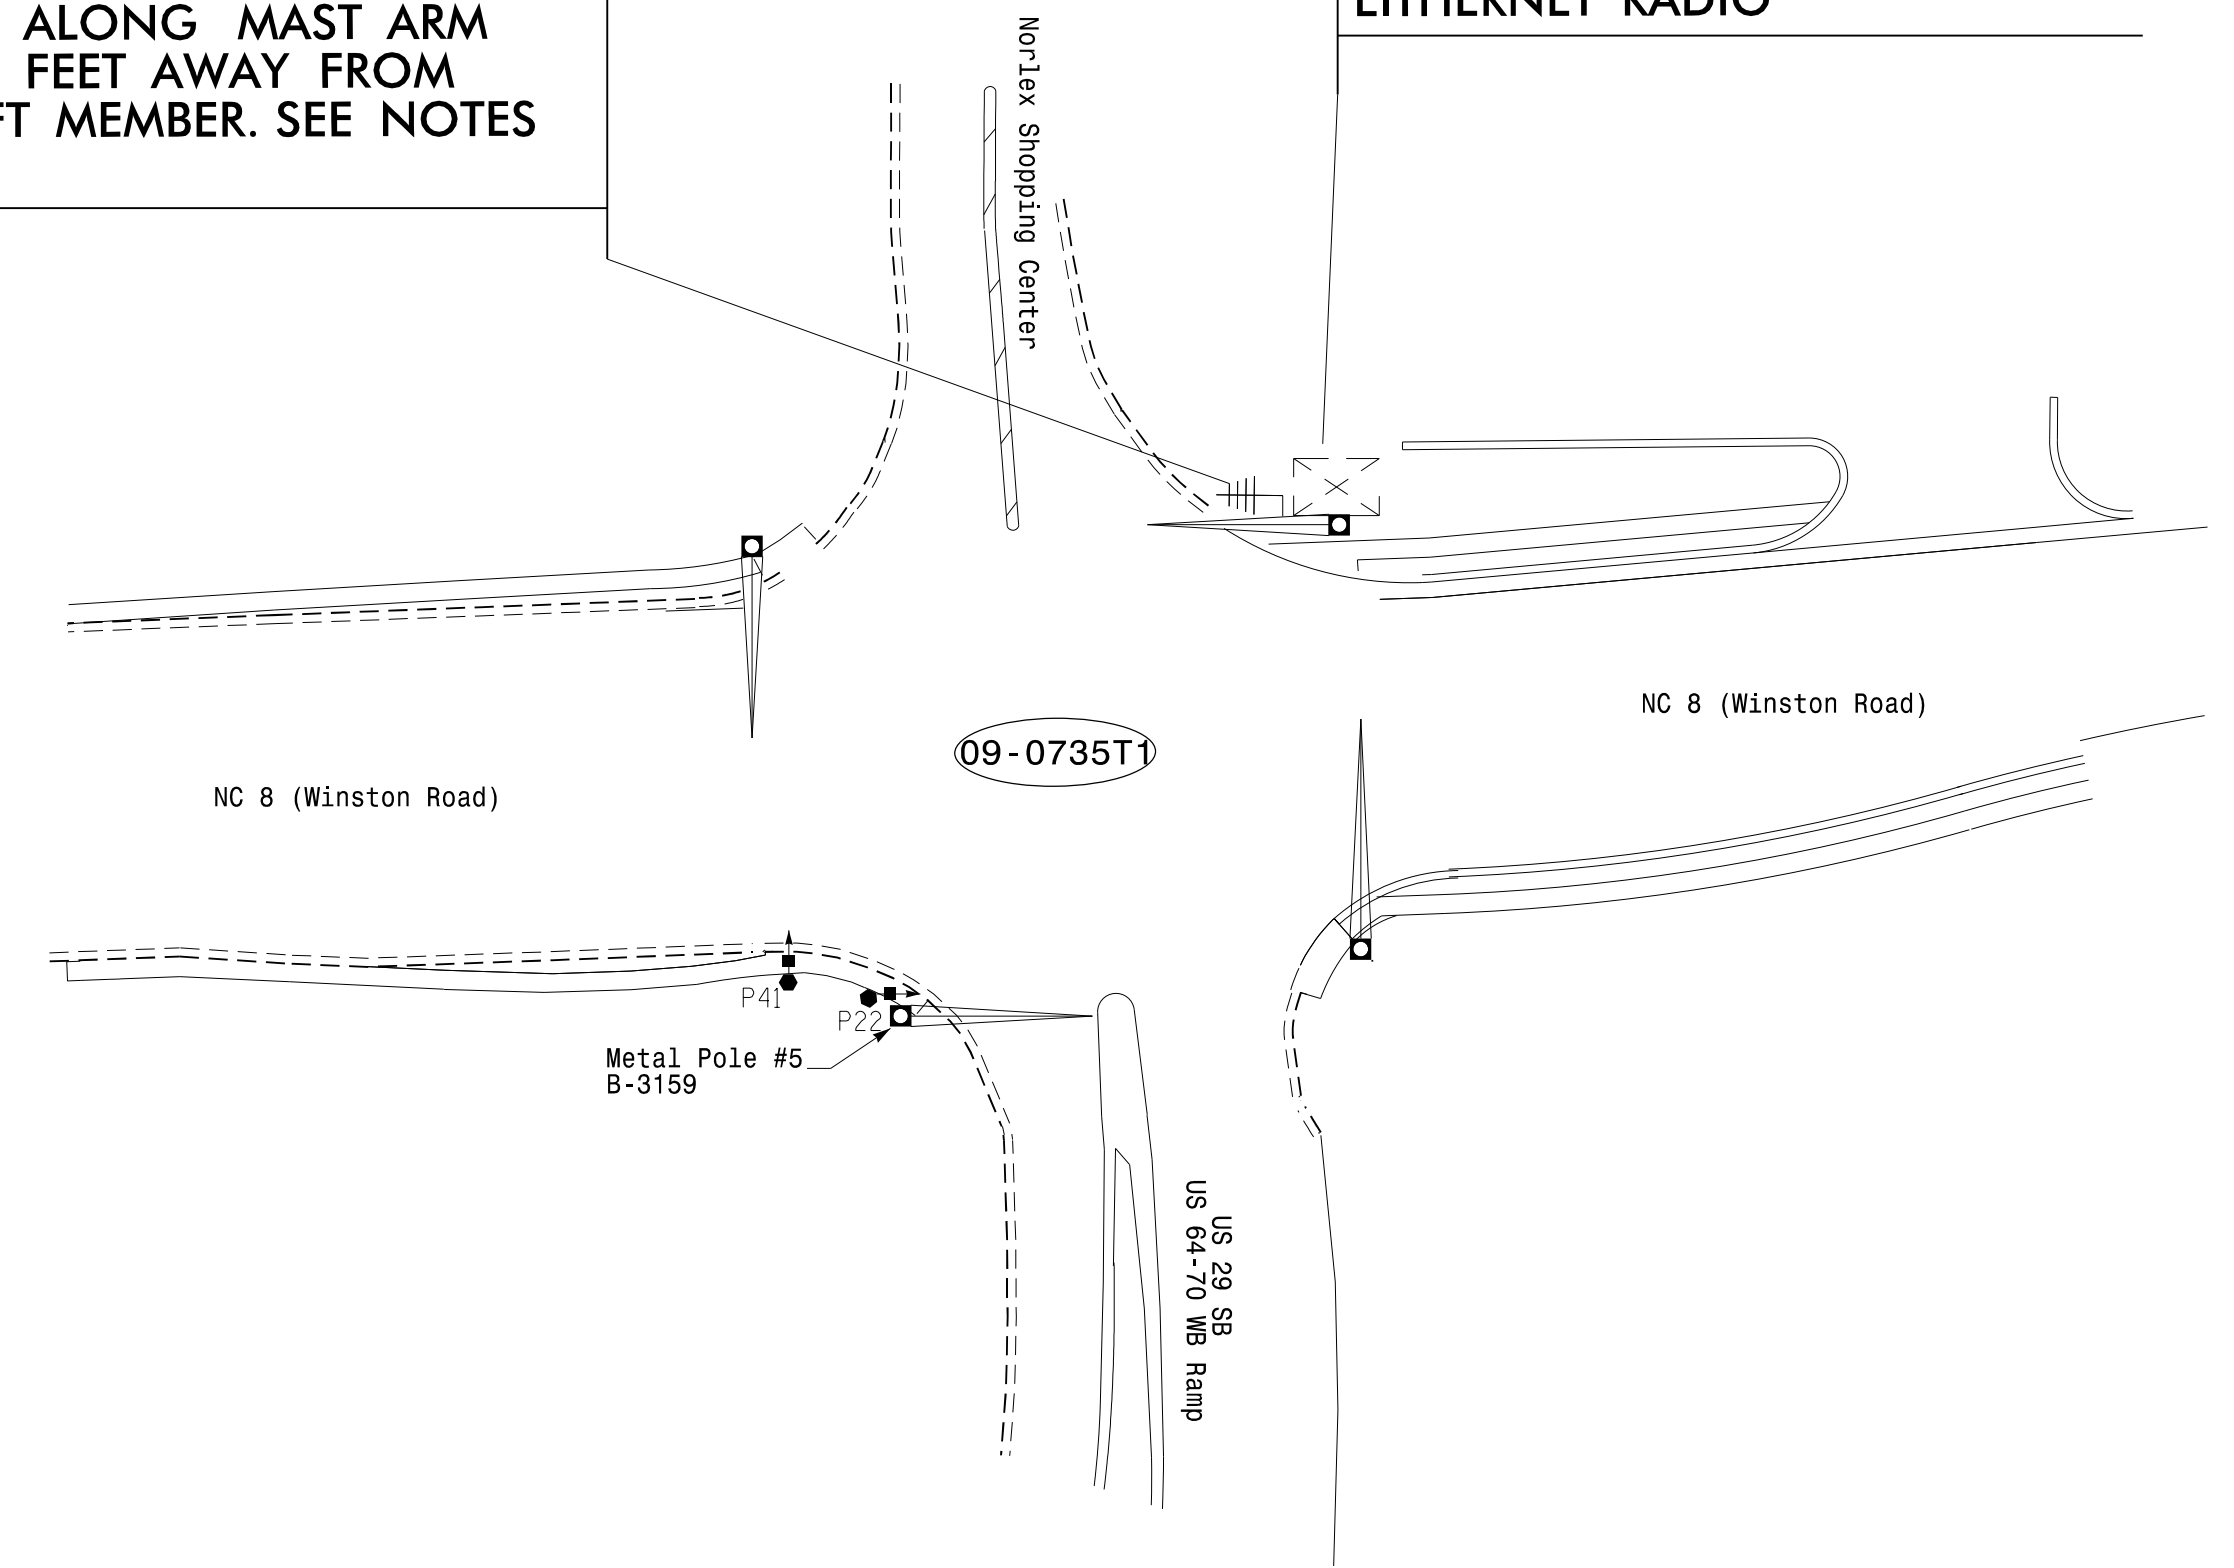 ALONG MAST ARM
FEET AWAY FROM
MEMBER. SEE NOTES
RADIO
Norlex Shopping Center
NC 8 (Winston Road)
09-0735T1
NC 8 (Winston Road)
P41
P22
Metal Pole #5
B-3159
US 29 SB
US 64-70 WB Ramp